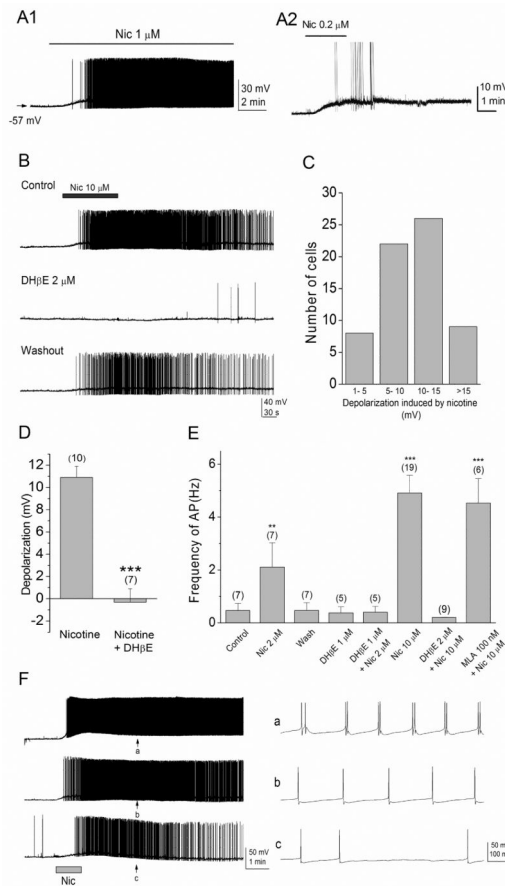 A1
Nic 1 μM
30 mV
2 min
-57 mV
A2
Nic 0.2 μM
10 mV
1 min
B
Control
Nic 10 μM
DHβE 2 μM
Washout
40 mV
30 s
C
Number of cells
30
25
20
15
10
5
0
1- 5
5- 10
10- 15
>15
Depolarization induced by nicotine
(mV)
D
Depolarization (mV)
12
10
8
6
4
2
0
-2
(10)
***
(7)
Nicotine
Nicotine
+ DHβE
E
Frequency of AP(Hz)
6
4
2
0
(7)
**
(7)
(7)
(5)
(5)
***
(19)
(9)
***
(6)
Control
Nic 2 μM
Wash
DHβE 1 μM
DHβE 1 μM
+ Nic 2 μM
Nic 10 μM
DHβE 2 μM
+ Nic 10 μM
MLA 100 nM
+ Nic 10 μM
F
a
b
c
Nic
50 mV
1 min
a
b
c
50 mV